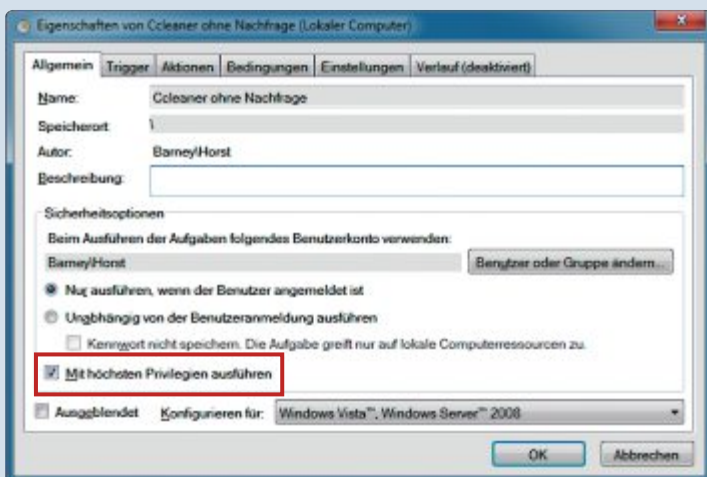 Eigenschaften von Ccleaner ohne Nachfrage (Lokaler Computer)
Allgemein Trigger Aktionen Bedingungen Einstellungen Verlauf (deaktiviert)
Name: Ccleaner ohne Nachfrage
Speicherort \
Autor: Barney\Horst
Beschreibung:
Sicherheitsoptionen
Beim Ausführen der Aufgaben folgendes Benutzerkonto verwenden:
Barney\Horst Benutzer oder Gruppe ändern...
Nur ausführen, wenn der Benutzer angemeldet ist
Unabhängig von der Benutzeranmeldung ausführen
Kennwort nicht speichern. Die Aufgabe greift nur auf lokale Computerressourcen zu.
Mit höchsten Privilegien ausführen
Ausgeblendet Konfigurieren für: Windows Vista™, Windows Server™ 2008
OK Abbrechen